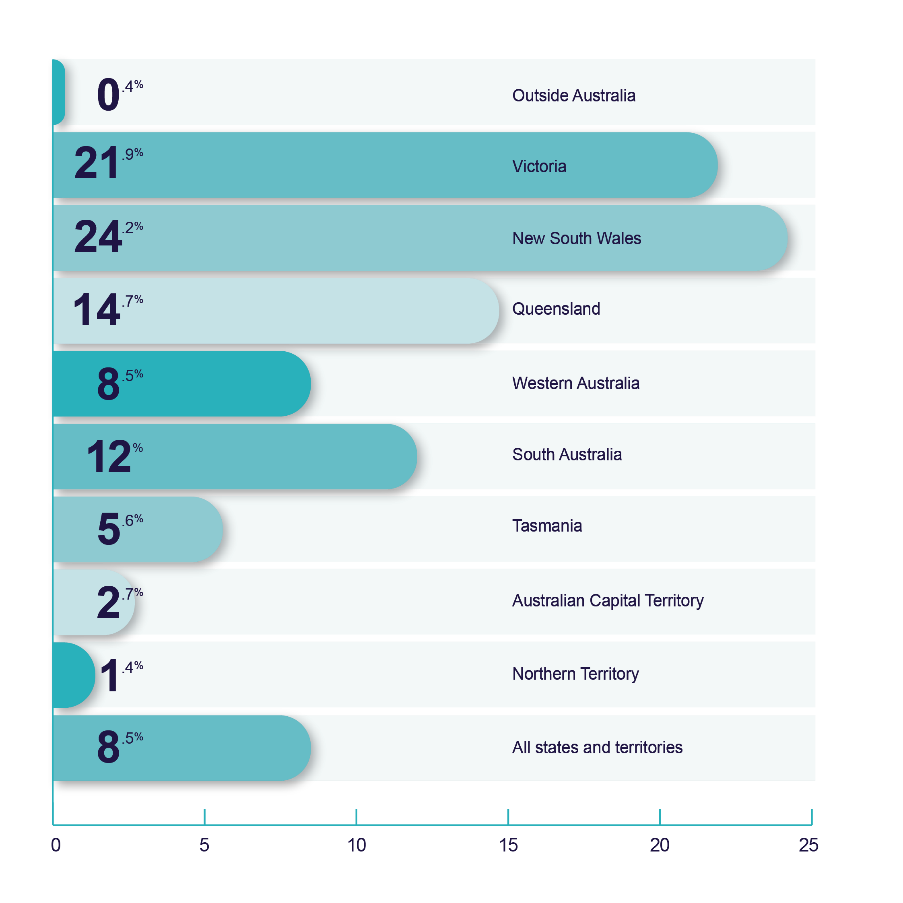 0.4% Outside Australia
21.9% Victoria
24.2% New South Wales
14.7% Queensland
8.5% Western Australia
12% South Australia
5.6% Tasmania
2.7% Australian Capital Territory
1.4% Northern Territory
8.5% All states and territories
0 5 10 15 20 25